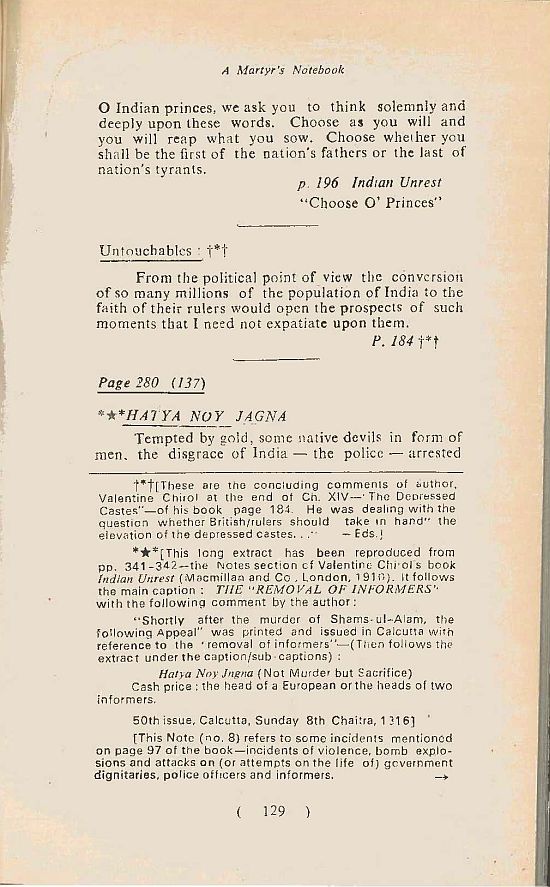 A Martyr's Notebook
O Indian princes, we ask you to think solemnly and
deeply upon these words. Choose as you will and
you will reap what you sow. Choose whether you
shall be the first of the nation's fathers or the last of
nation's tyrants.
p. 196 Indian Unrest
“Choose O' Princes”
Untouchables : †*†
From the political point of view the conversion
of so many millions of the population of India to the
faith of their rulers would open the prospects of such
moments that I need not expatiate upon them.
P. 184 †*†
Page 280 (137)
*★*HATYA NOY JAGNA
Tempted by gold, some native devils in form of
men, the disgrace of India — the police — arrested
†*†[These are the concluding comments of author,
Valentine Chirol at the end of Ch. XIV—‘The Depressed
Castes”—of his book page 184. He was dealing with the
question whether British/rulers should take in hand” the
elevation of the depressed castes...” —Eds.]
*★*[This long extract has been reproduced from
pp. 341-342—the Notes section of Valentine Chirol's book
Indian Unrest (Macmillan and Co, London, 1910). It follows
the main caption : THE “REMOVAL OF INFORMERS”
with the following comment by the author :
“Shortly after the murder of Shams-ul-Alam, the
following Appeal” was printed and issued in Calcutta with
reference to the ‘removal of informers”—(Then follows the
extract under the caption/sub-captions) :
Hatya Noy Jagna (Not Murder but Sacrifice)
Cash price : the head of a European or the heads of two
informers.
50th issue, Calcutta, Sunday 8th Chaitra, 1316]
[This Note (no. 8) refers to some incidents mentioned
on page 97 of the book—incidents of violence, bomb explo-
sions and attacks on (or attempts on the life of) government
dignitaries, police officers and informers. →
( 129 )